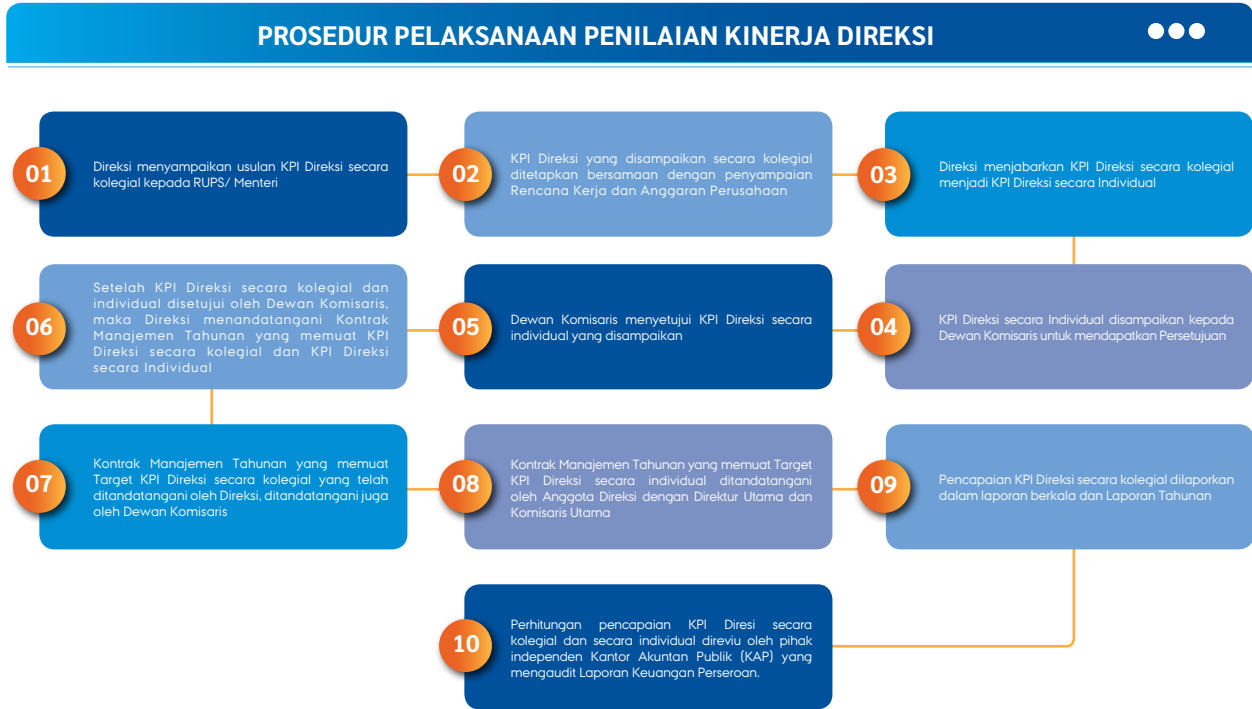 PROSEDUR PELAKSANAAN PENILAIAN KINERJA DIREKSI
01
Direksi menyampaikan usulan KPI Direksi secara
kolegial kepada RUPS/ Menteri
02
KPI Direksi yang disampaikan secara kolegial
ditetapkan bersamaan dengan penyampaian
Rencana Kerja dan Anggaran Perusahaan
03
Direksi menjabarkan KPI Direksi secara kolegial
menjadi KPI Direksi secara Individual
04
KPI Direksi secara Individual disampaikan kepada
Dewan Komisaris untuk mendapatkan Persetujuan
05
Dewan Komisaris menyetujui KPI Direksi secara
individual yang disampaikan
06
Setelah KPI Direksi secara kolegial dan
individual disetujui oleh Dewan Komisaris,
maka Direksi menandatangani Kontrak
Manajemen Tahunan yang memuat KPI
Direksi secara kolegial dan KPI Direksi
secara Individual
07
Kontrak Manajemen Tahunan yang memuat
Target KPI Direksi secara kolegial yang telah
ditandatangani oleh Direksi, ditandatangani juga
oleh Dewan Komisaris
08
Kontrak Manajemen Tahunan yang memuat Target
KPI Direksi secara individual ditandatangani
oleh Anggota Direksi dengan Direktur Utama dan
Komisaris Utama
09
Pencapaian KPI Direksi secara kolegial dilaporkan
dalam laporan berkala dan Laporan Tahunan
10
Perhitungan pencapaian KPI Diresi secara
kolegial dan secara individual direviu oleh pihak
independen Kantor Akuntan Publik (KAP) yang
mengaudit Laporan Keuangan Perseroan.